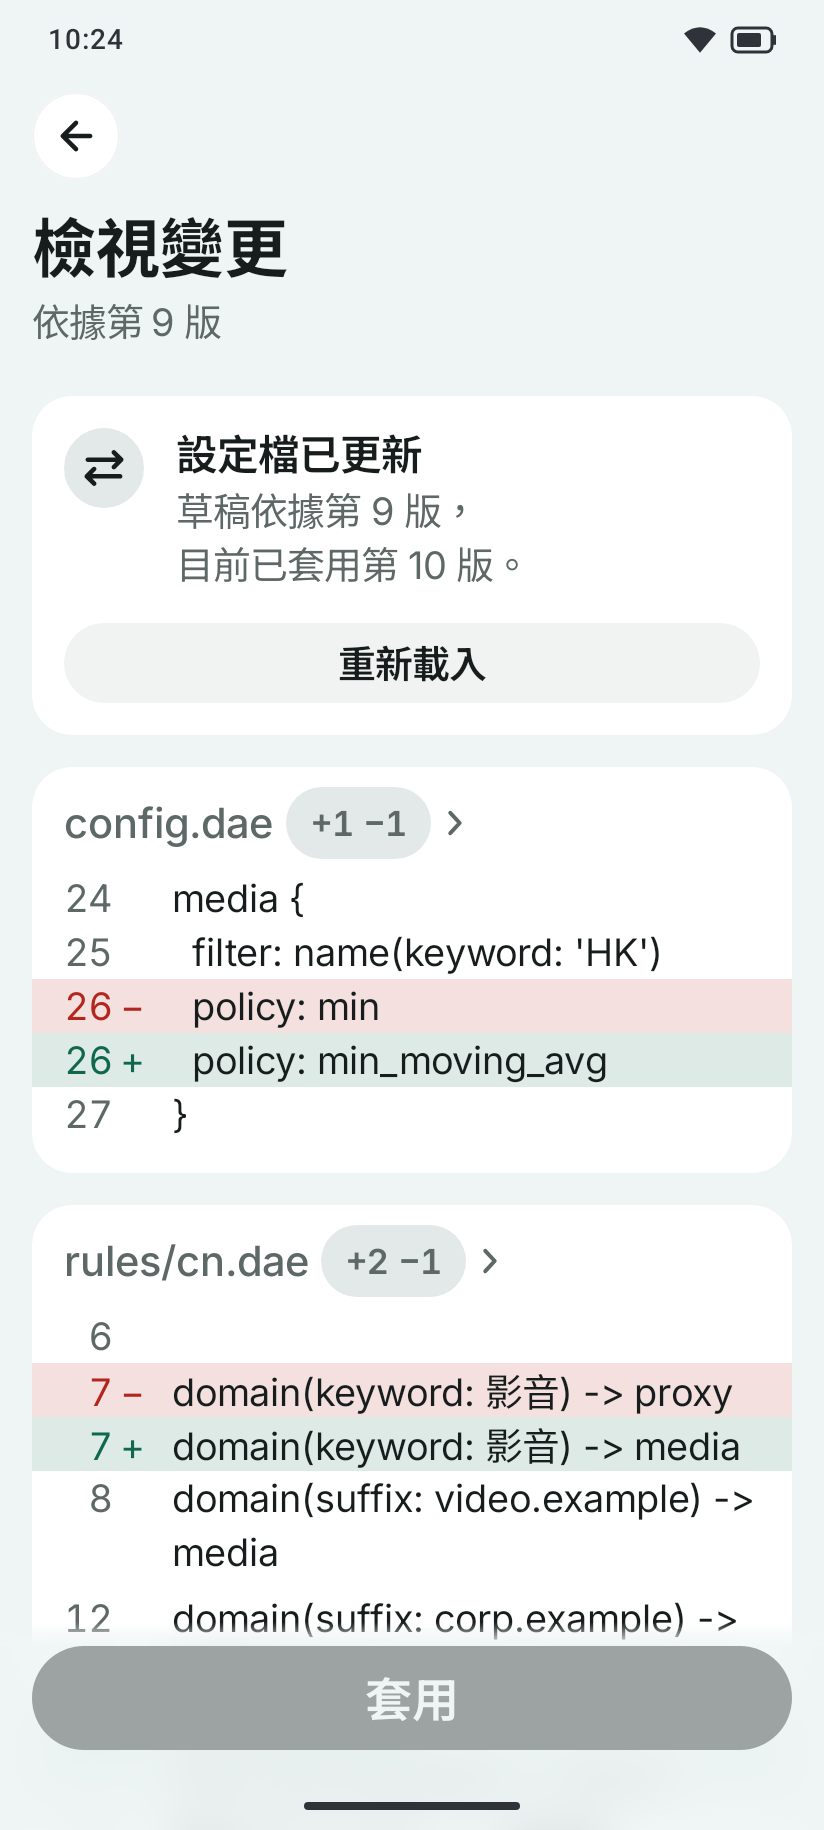 10:24
檢視變更
依據第 9 版
設定檔已更新
草稿依據第 9 版，
目前已套用第 10 版。
重新載入
config.dae +1 −1
24 media {
25 filter: name(keyword: 'HK')
26 − policy: min
26 + policy: min_moving_avg
27 }
rules/cn.dae +2 −1
6
7 − domain(keyword: 影音) -> proxy
7 + domain(keyword: 影音) -> media
8 domain(suffix: video.example) ->
media
12 domain(suffix: corp.example) ->
套用